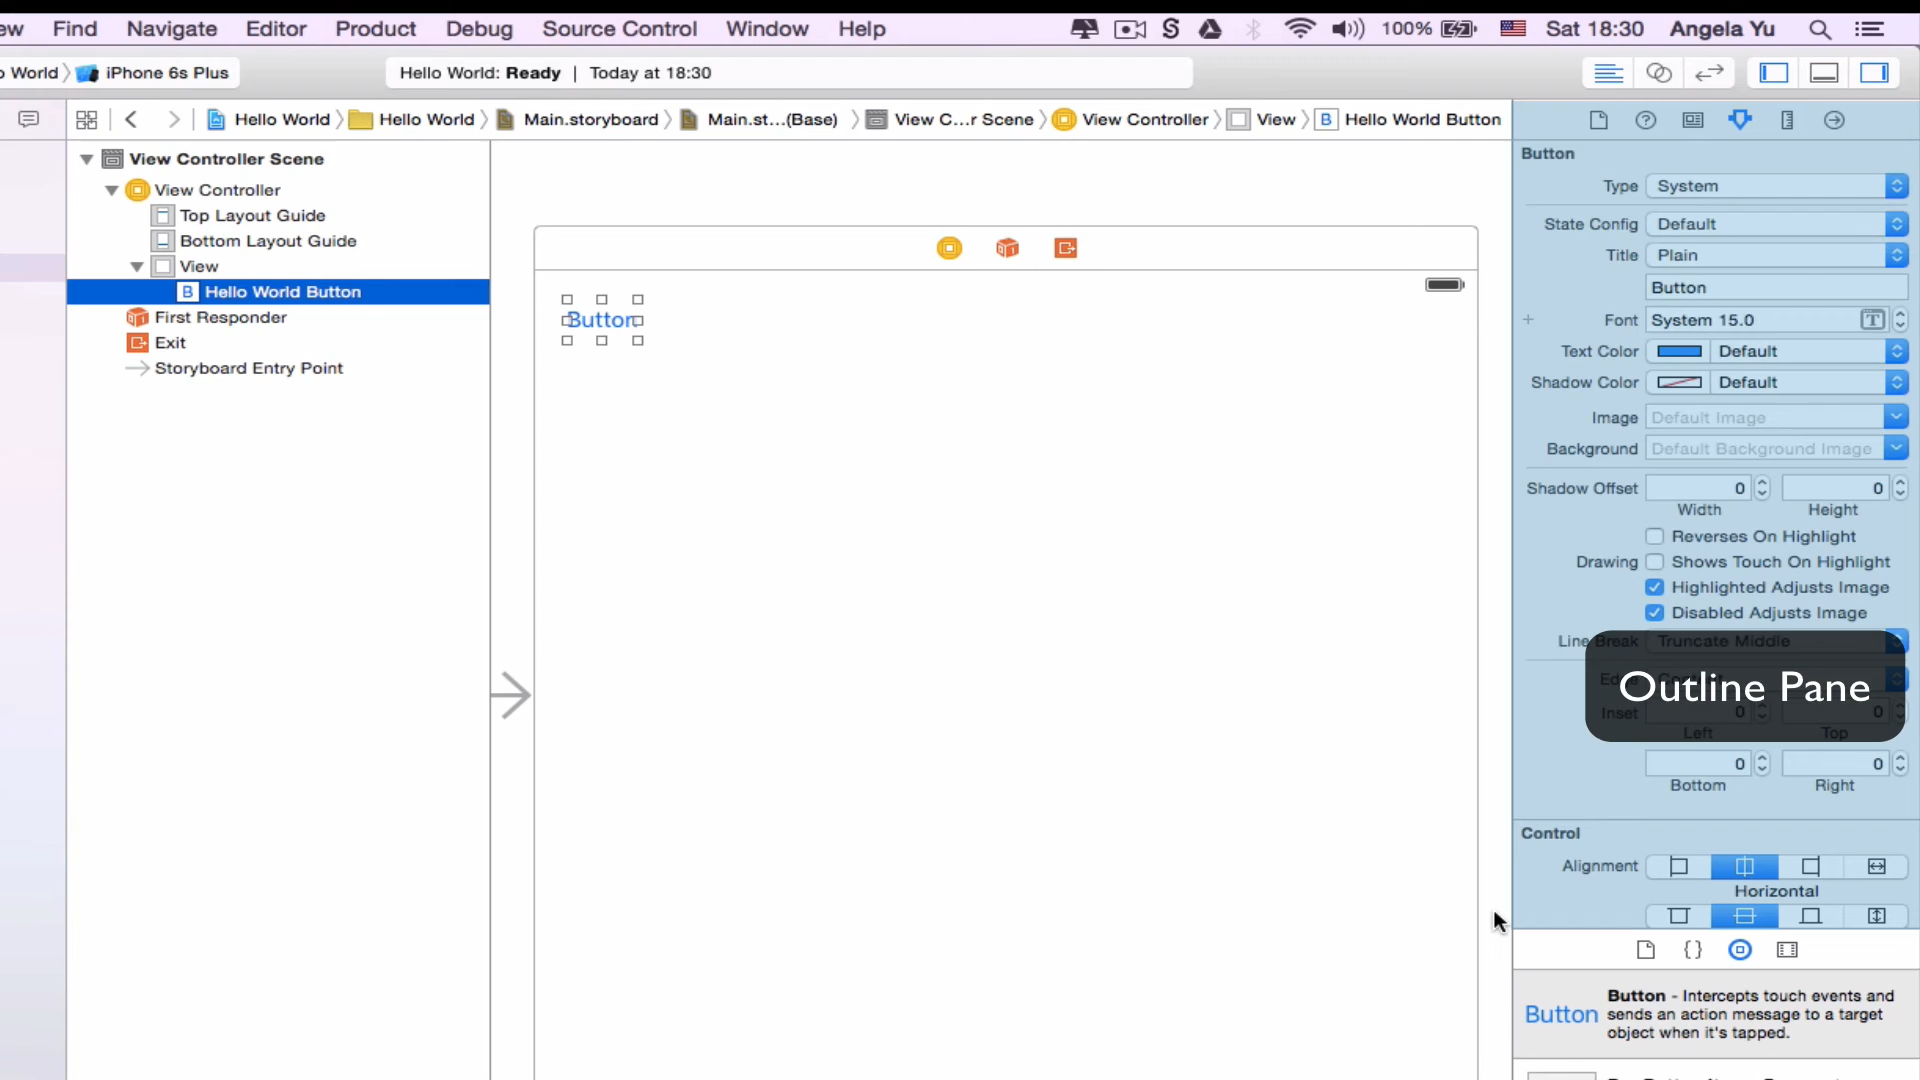 ew Find Navigate Editor Product Debug Source Control Window Help 100% Sat 18:30 Angela Yu
o World iPhone 6s Plus Hello World: Ready | Today at 18:30
Hello World Hello World Main.storyboard Main.st...(Base) View C...r Scene View Controller View B Hello World Button
View Controller Scene
View Controller
Top Layout Guide
Bottom Layout Guide
View
B Hello World Button
First Responder
Exit
Storyboard Entry Point
Button
Button
Type System
State Config Default
Title Plain
Button
Font System 15.0 T
Text Color Default
Shadow Color Default
Image Default Image
Background Default Background Image
Shadow Offset 0 0
Width Height
Reverses On Highlight
Drawing Shows Touch On Highlight
Highlighted Adjusts Image
Disabled Adjusts Image
Line Break Truncate Middle
Outline Pane
Inset 0 0
Left Top
0 0
Bottom Right
Control
Alignment
Horizontal
{}
Button
Button - Intercepts touch events and
sends an action message to a target
object when it's tapped.